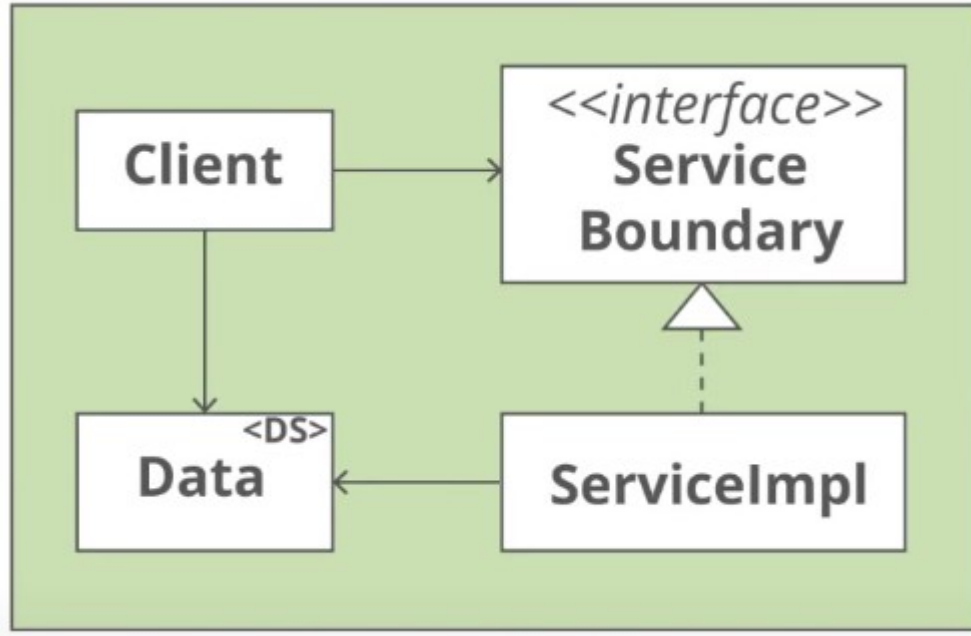 Client
<<interface>>
Service
Boundary
<DS>
Data
ServiceImpl